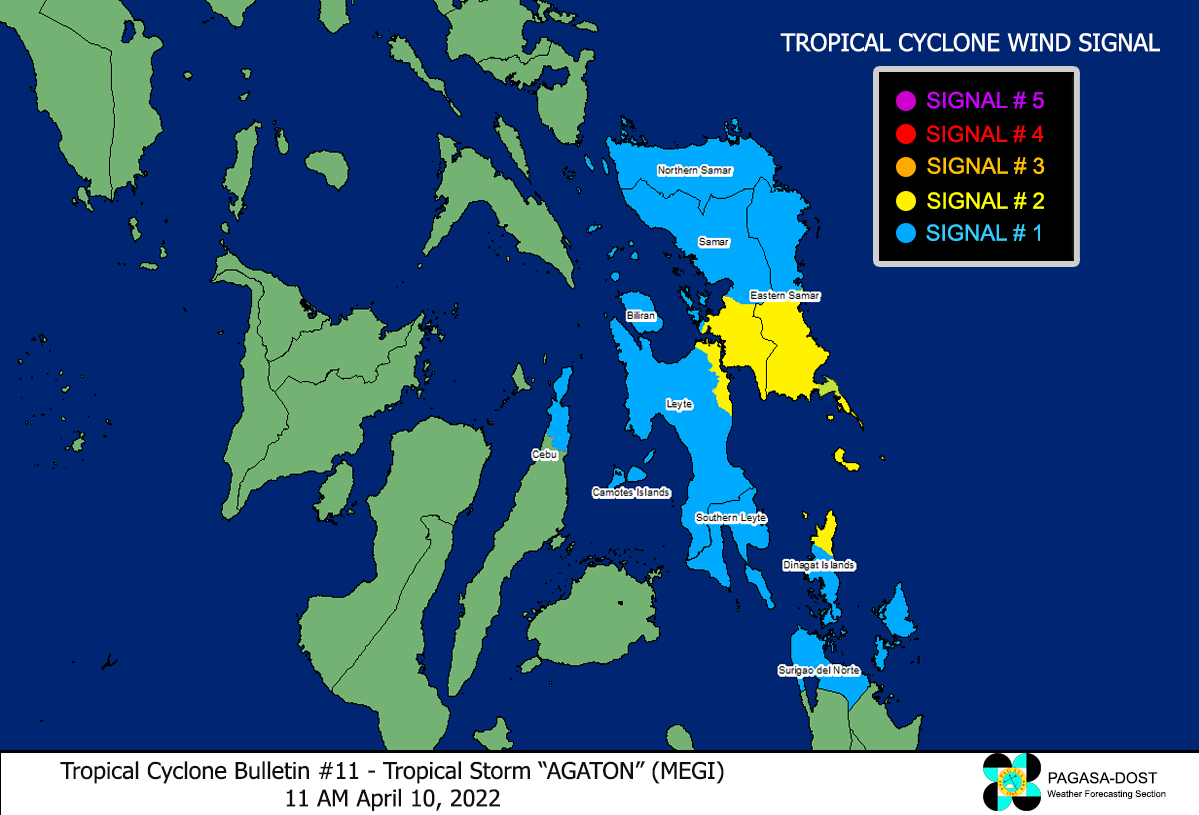 TROPICAL CYCLONE WIND SIGNAL
SIGNAL # 5
SIGNAL # 4
SIGNAL # 3
SIGNAL # 2
SIGNAL # 1
Northern Samar
Samar
Eastern Samar
Biliran
Leyte
Cebu
Camotes Islands
Southern Leyte
Dinagat Islands
Surigao del Norte
Tropical Cyclone Bulletin #11 - Tropical Storm “AGATON” (MEGI)
11 AM April 10, 2022
PAGASA-DOST
Weather Forecasting Section